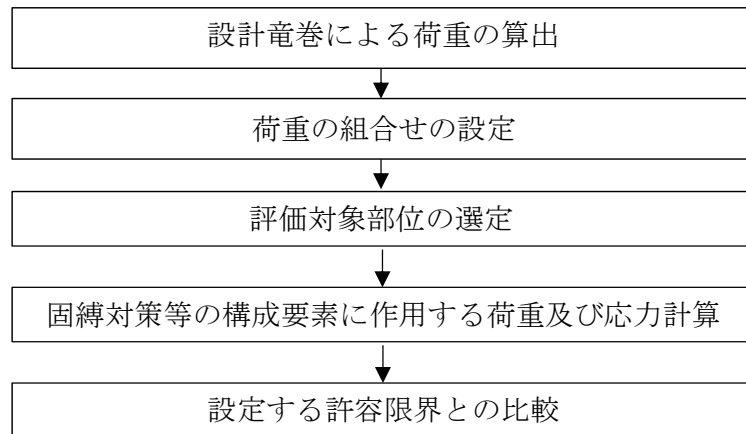 設計竜巻による荷重の算出
荷重の組合せの設定
評価対象部位の選定
固縛対策等の構成要素に作用する荷重及び応力計算
設定する許容限界との比較